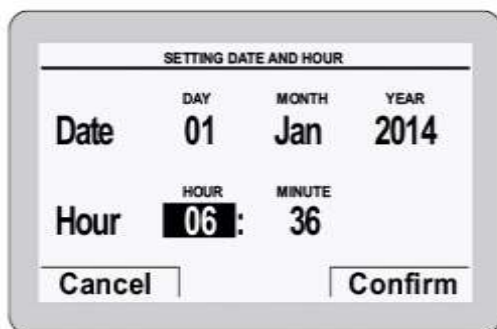 SETTING DATE AND HOUR
DAY MONTH YEAR
Date 01 Jan 2014
HOUR MINUTE
Hour 06 : 36
Cancel Confirm